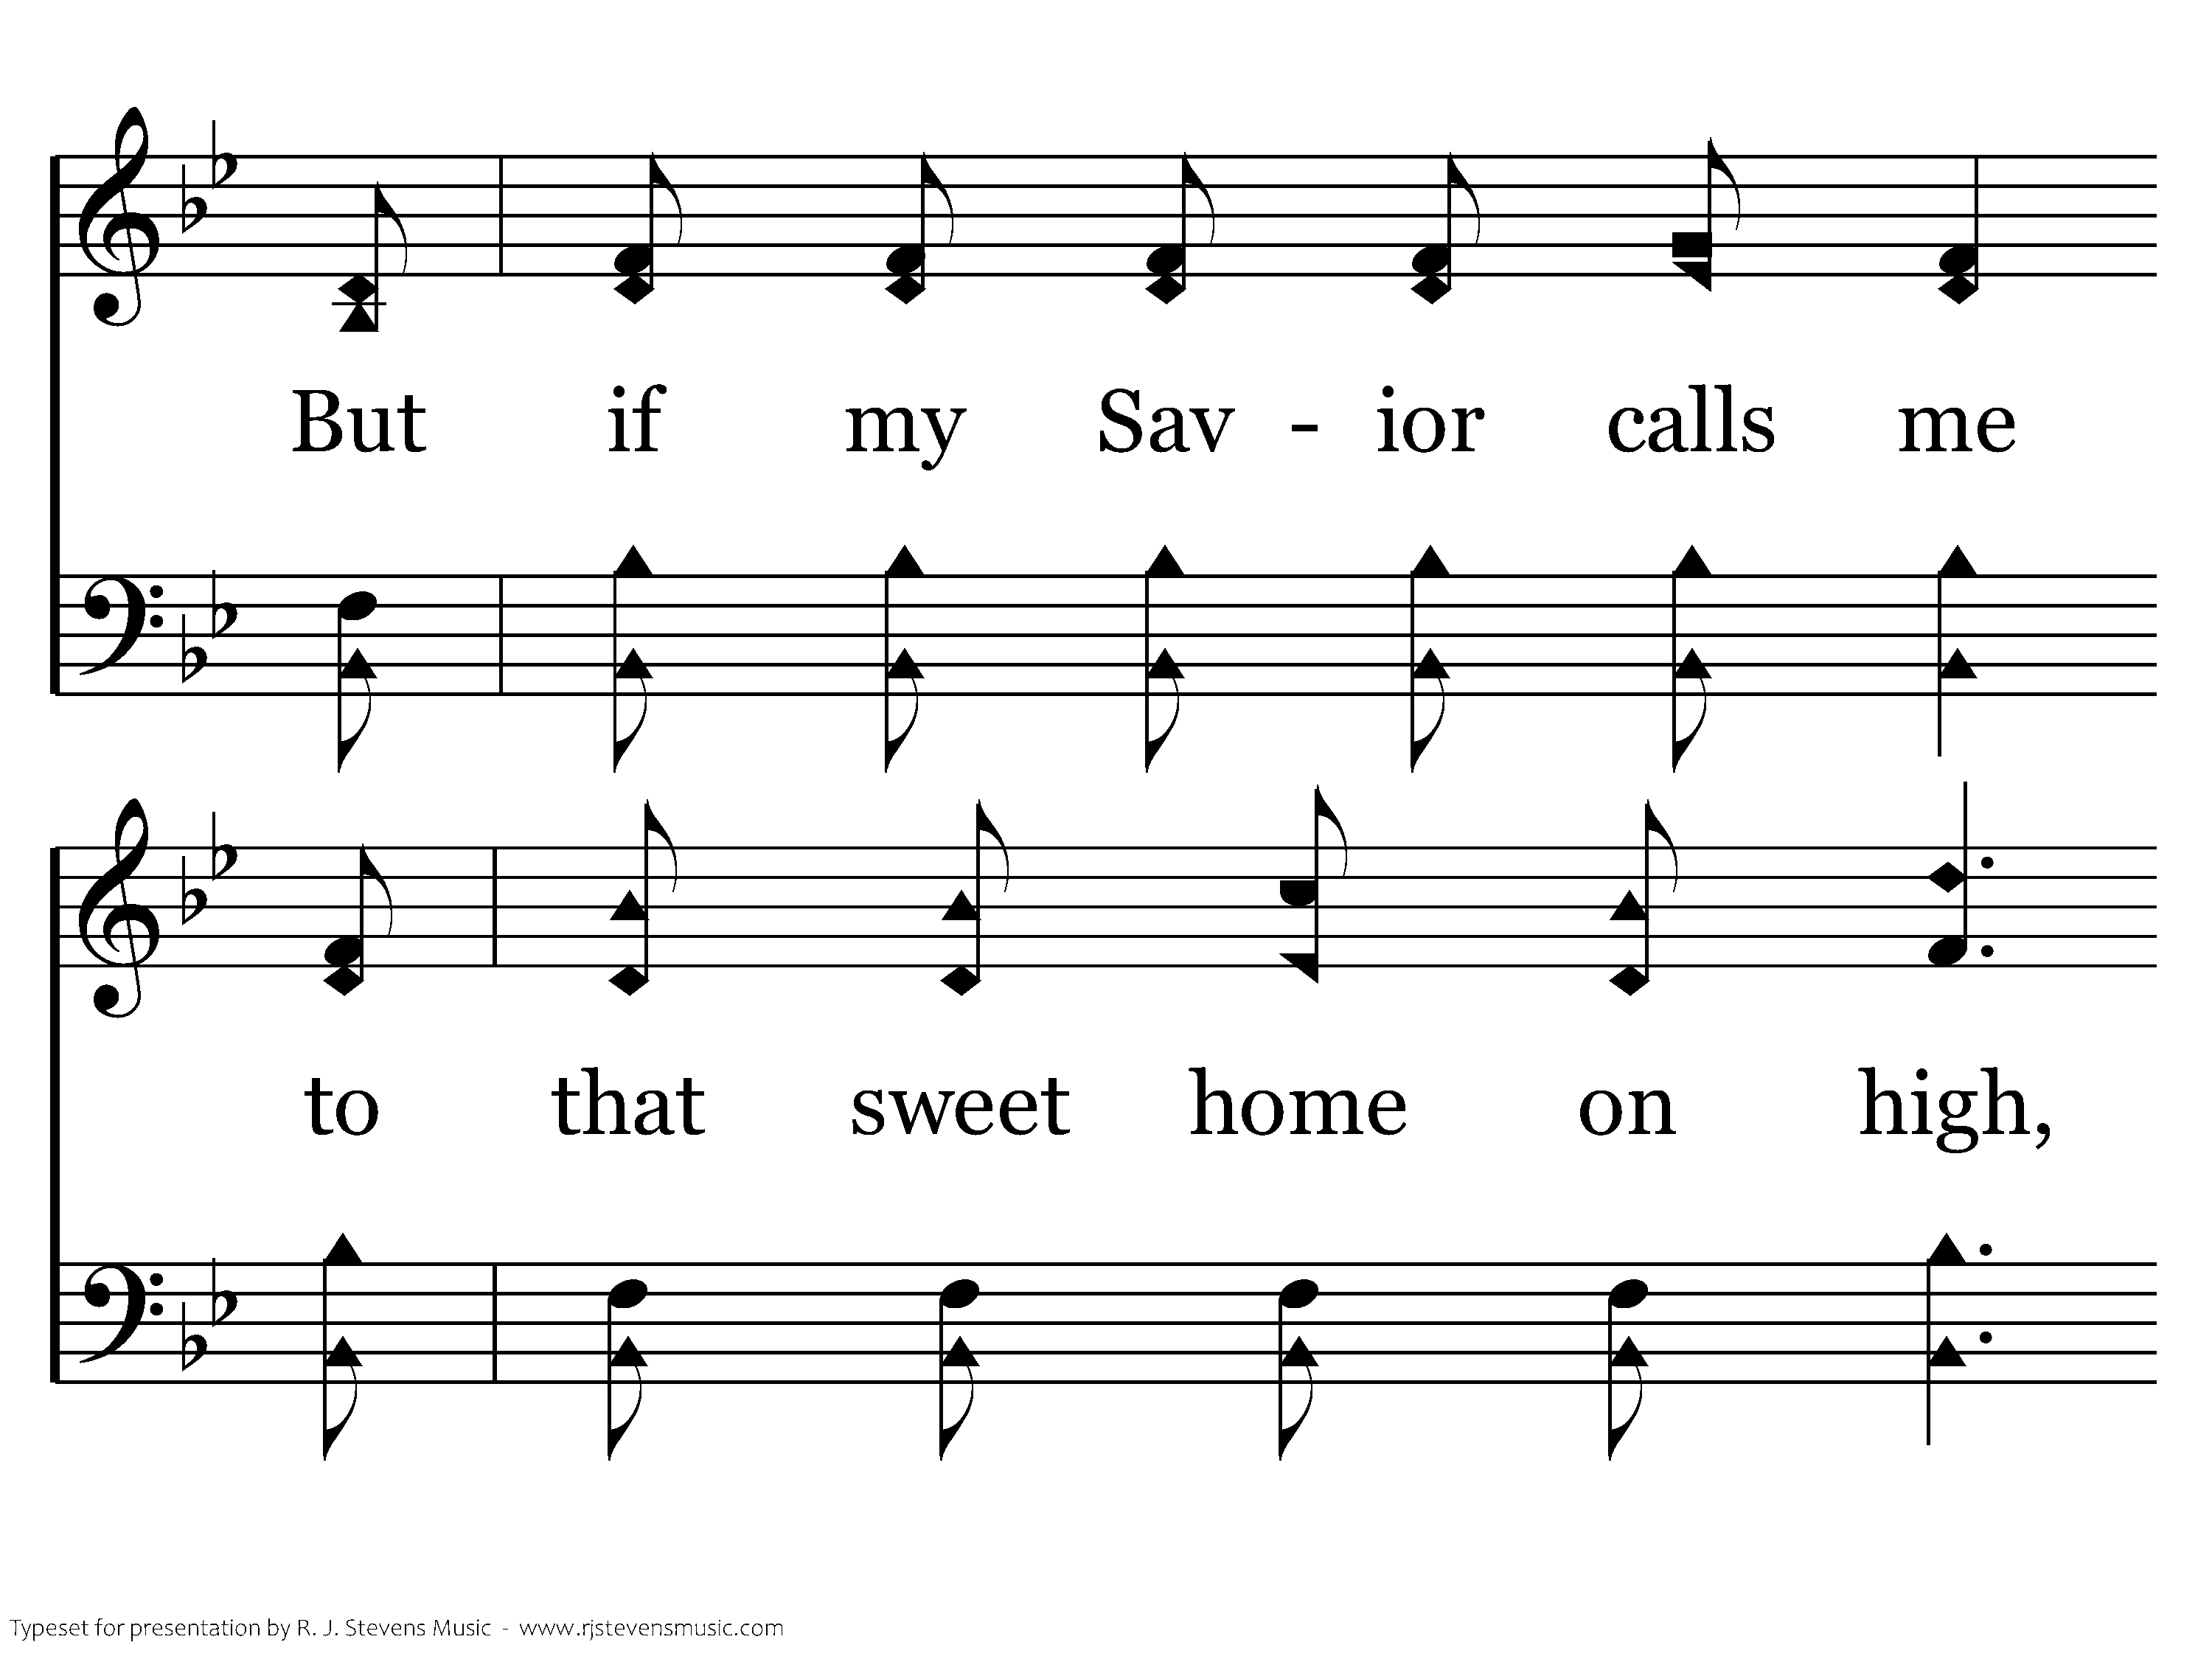 But if my Sav - ior calls me
to that sweet home on high,
Typeset for presentation by R. J. Stevens Music - www.rjstevensmusic.com